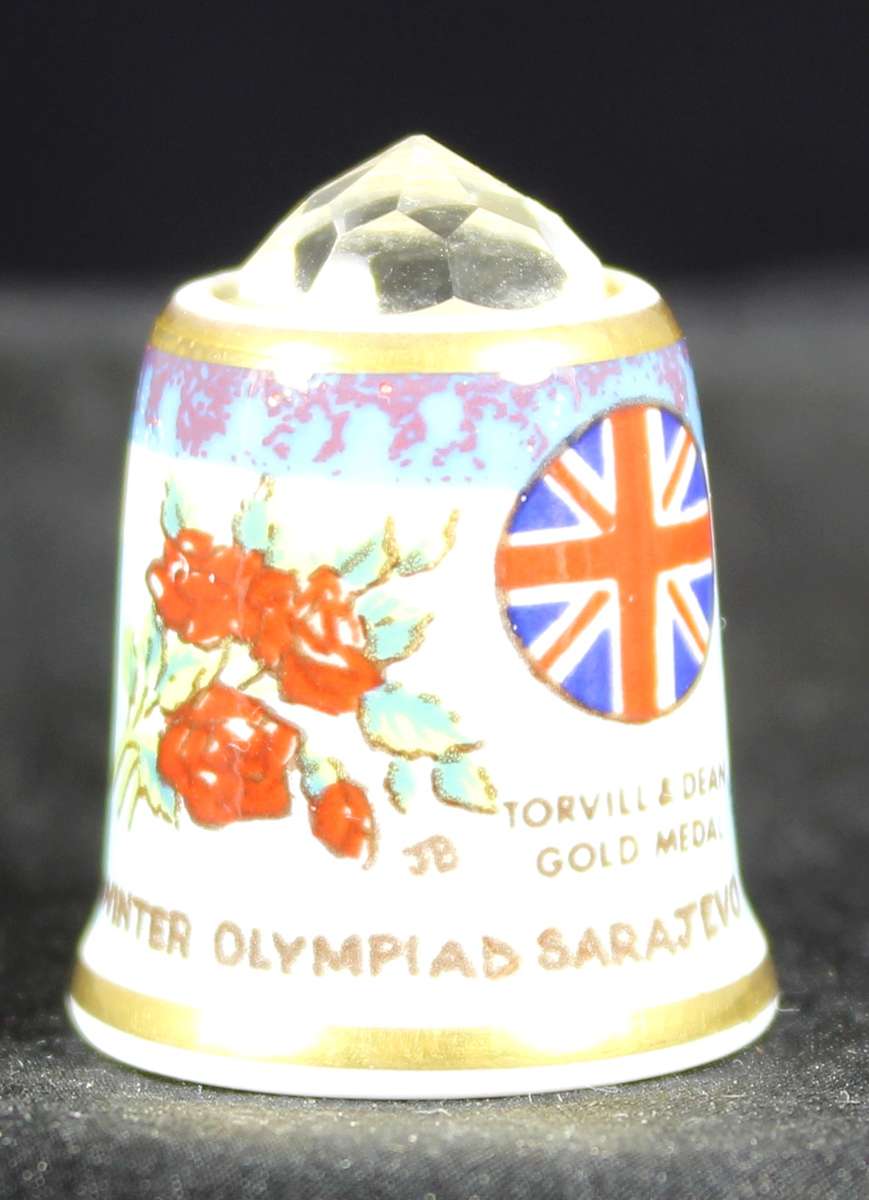 TORVILL & DEAN
GOLD MEDAL
JB
WINTER OLYMPIAD SARAJEVO